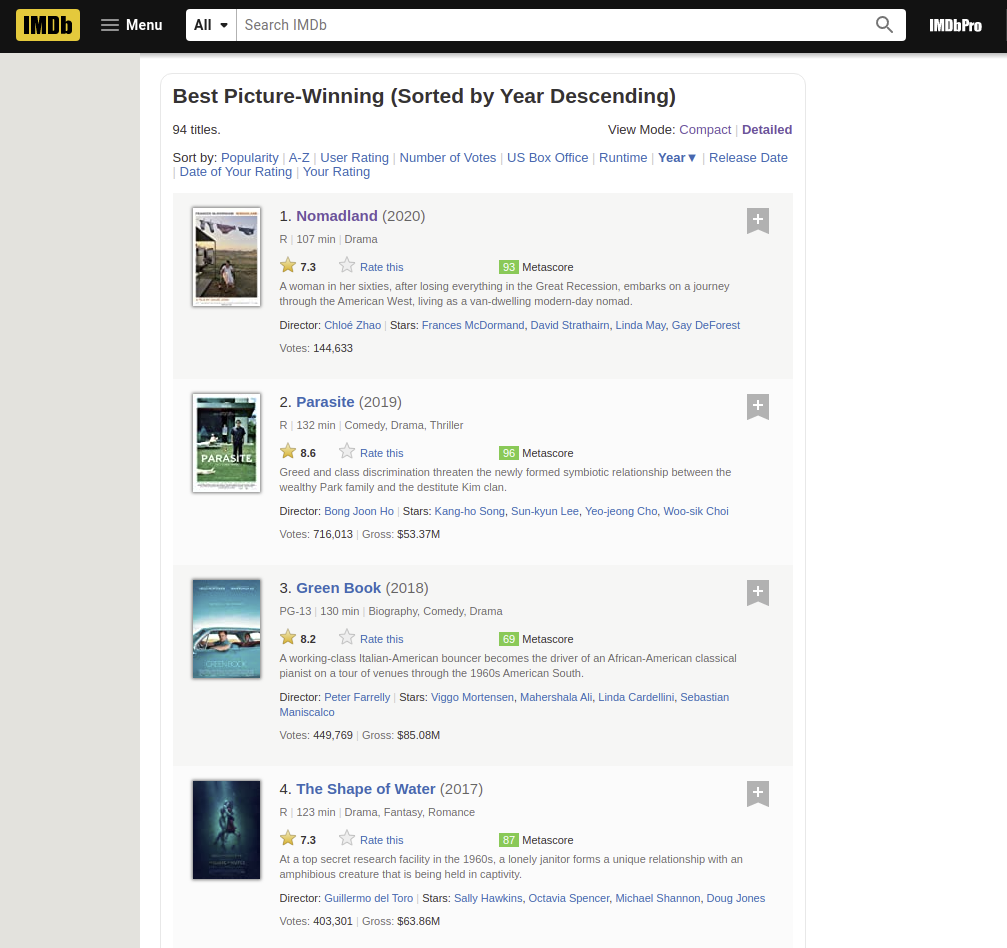 IMDb Menu All Search IMDb IMDbPro
Best Picture-Winning (Sorted by Year Descending)
94 titles. View Mode: Compact | Detailed
Sort by: Popularity | A-Z | User Rating | Number of Votes | US Box Office | Runtime | Year▼ | Release Date
| Date of Your Rating | Your Rating
1. Nomadland (2020)
R | 107 min | Drama
7.3 Rate this 93 Metascore
A woman in her sixties, after losing everything in the Great Recession, embarks on a journey
through the American West, living as a van-dwelling modern-day nomad.
Director: Chloé Zhao | Stars: Frances McDormand, David Strathairn, Linda May, Gay DeForest
Votes: 144,633
PARASITE
2. Parasite (2019)
R | 132 min | Comedy, Drama, Thriller
8.6 Rate this 96 Metascore
Greed and class discrimination threaten the newly formed symbiotic relationship between the
wealthy Park family and the destitute Kim clan.
Director: Bong Joon Ho | Stars: Kang-ho Song, Sun-kyun Lee, Yeo-jeong Cho, Woo-sik Choi
Votes: 716,013 | Gross: $53.37M
GREEN BOOK
3. Green Book (2018)
PG-13 | 130 min | Biography, Comedy, Drama
8.2 Rate this 69 Metascore
A working-class Italian-American bouncer becomes the driver of an African-American classical
pianist on a tour of venues through the 1960s American South.
Director: Peter Farrelly | Stars: Viggo Mortensen, Mahershala Ali, Linda Cardellini, Sebastian
Maniscalco
Votes: 449,769 | Gross: $85.08M
4. The Shape of Water (2017)
R | 123 min | Drama, Fantasy, Romance
7.3 Rate this 87 Metascore
At a top secret research facility in the 1960s, a lonely janitor forms a unique relationship with an
amphibious creature that is being held in captivity.
Director: Guillermo del Toro | Stars: Sally Hawkins, Octavia Spencer, Michael Shannon, Doug Jones
Votes: 403,301 | Gross: $63.86M